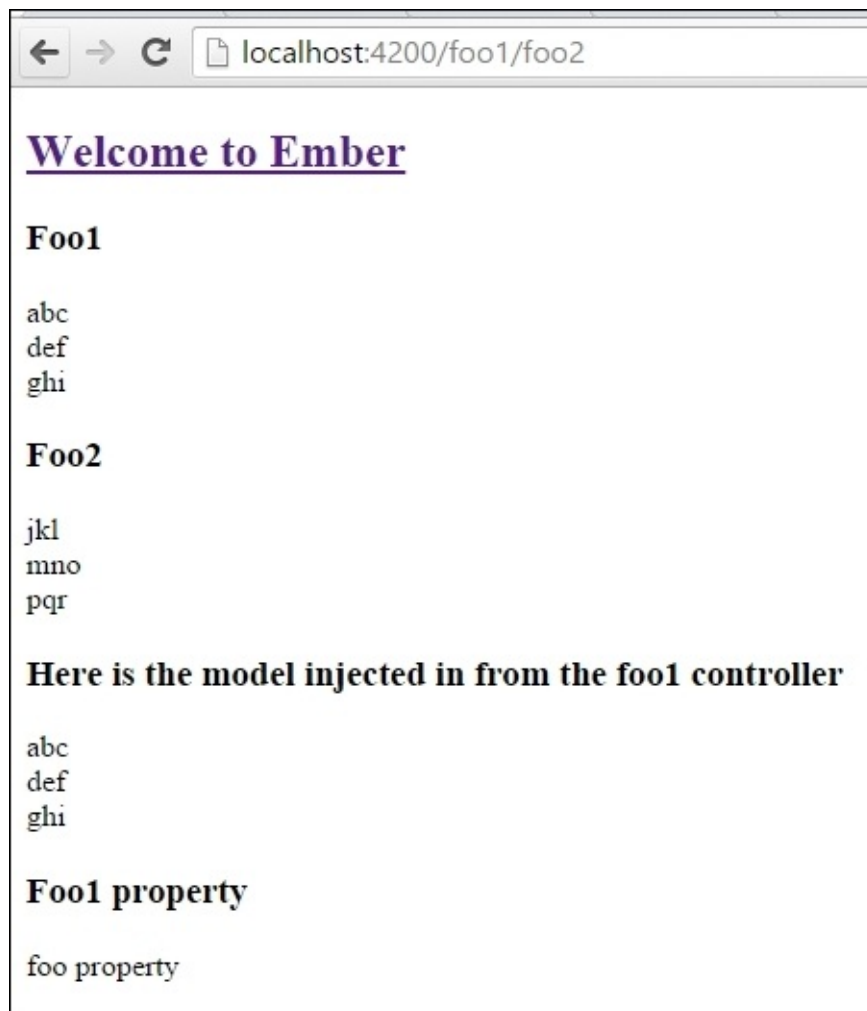 localhost:4200/foo1/foo2
Welcome to Ember
Foo1
abc
def
ghi
Foo2
jkl
mno
pqr
Here is the model injected in from the foo1 controller
abc
def
ghi
Foo1 property
foo property